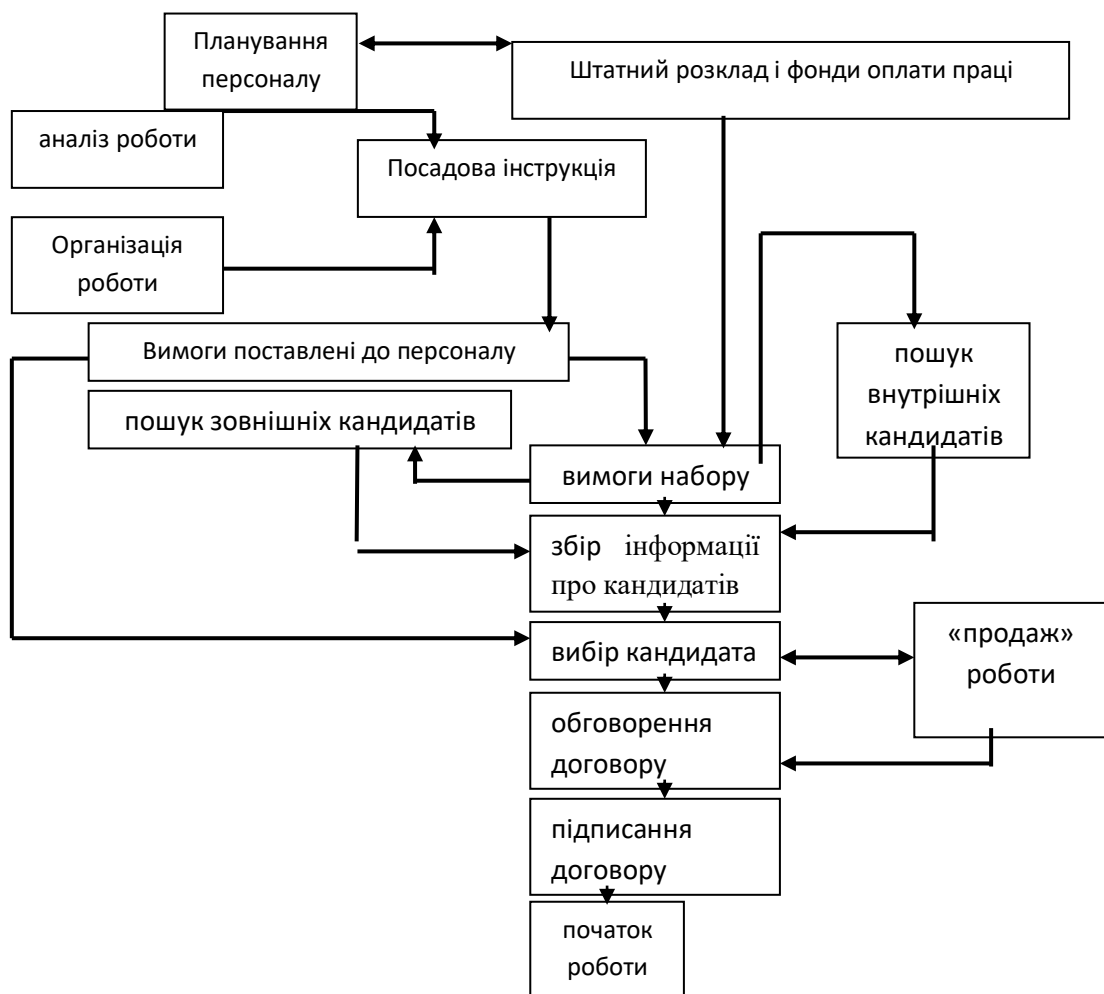 Планування
персоналу
Штатний розклад і фонди оплати праці
аналіз роботи
Посадова інструкція
Організація
роботи
Вимоги поставлені до персоналу
пошук
внутрішніх
кандидатів
пошук зовнішніх кандидатів
вимоги набору
збір інформації
про кандидатів
вибір кандидата
«продаж»
роботи
обговорення
договору
підписання
договору
початок
роботи